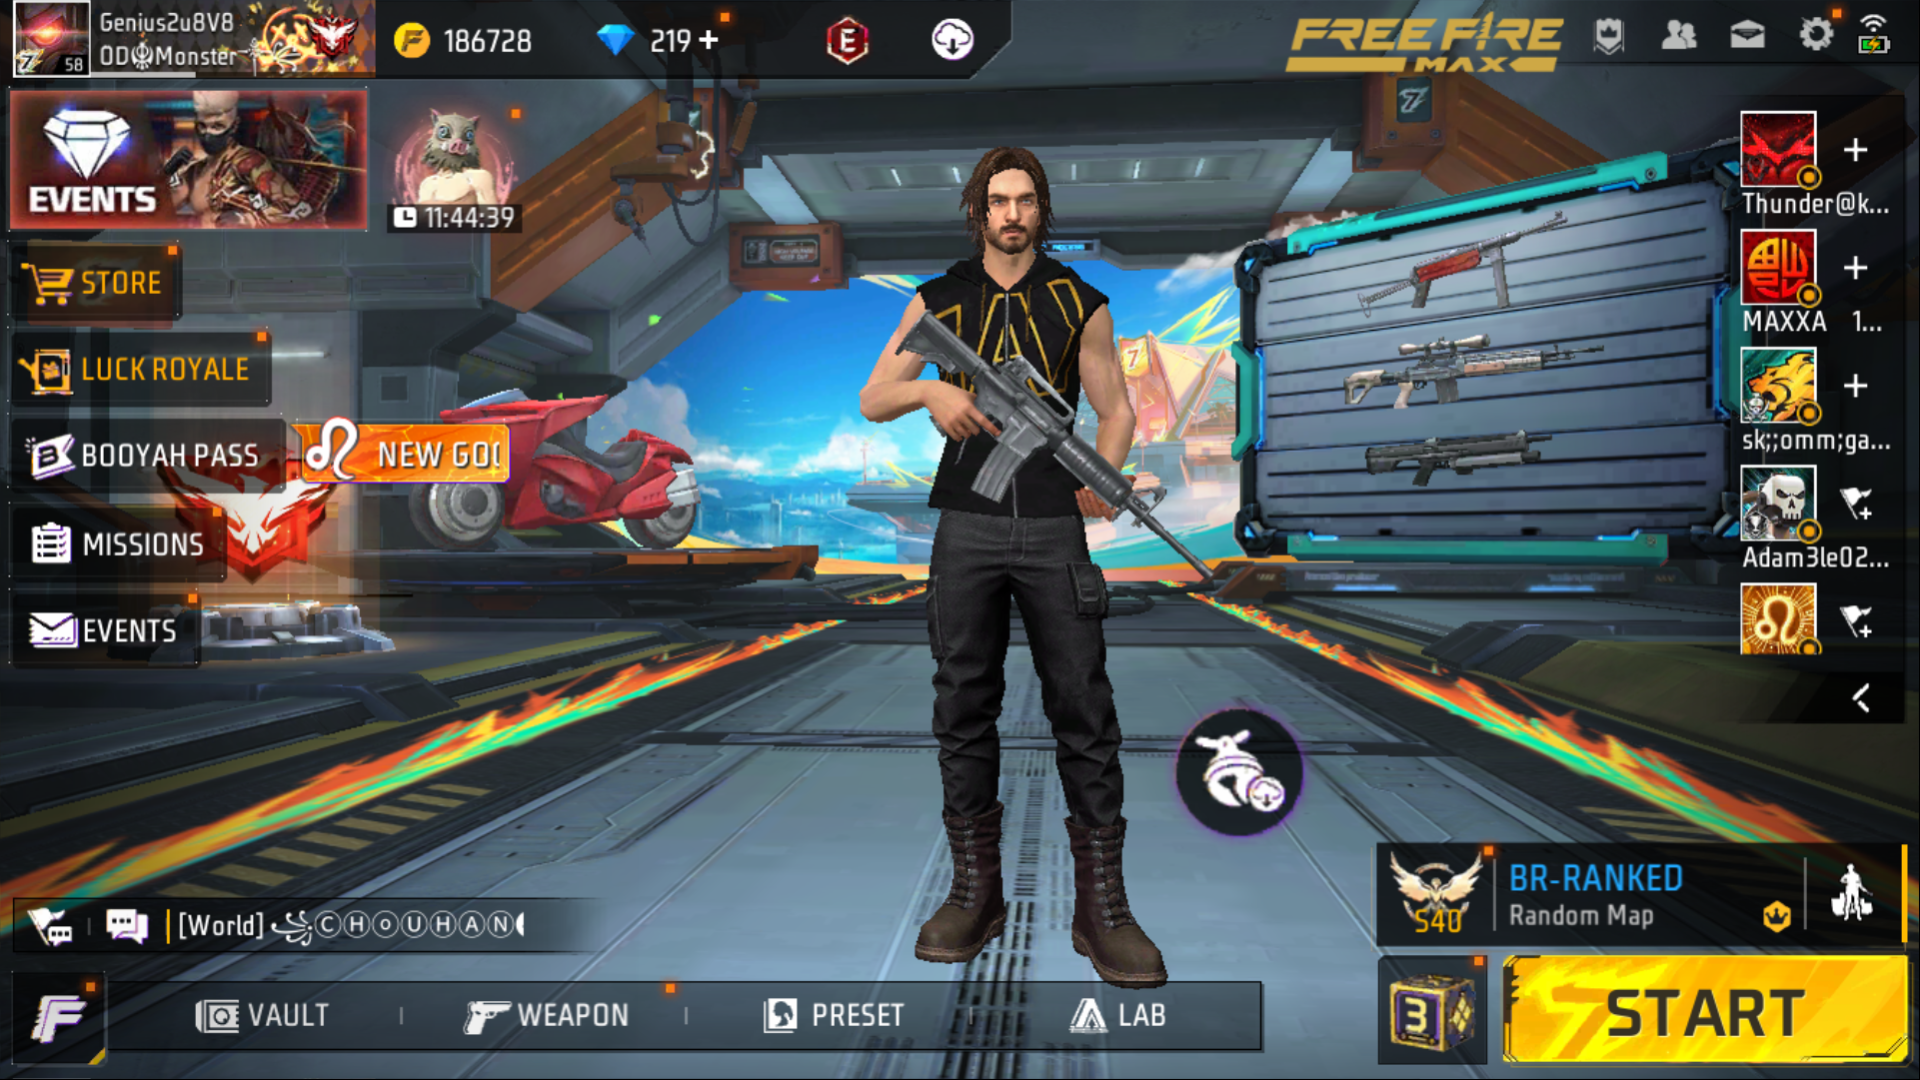 Genius2u8V8
OD Monster
58
186728
219 +
E
FREE FIRE
MAX
EVENTS
11:44:39
STORE
LUCK ROYALE
BOOYAH PASS
NEW GO
MISSIONS
EVENTS
7
7
Thunder@k...
MAXXA 1...
sk;;omm;ga...
Adam3le02...
[World] ⒸⒽⓄⓊⒽⒶⓃ
S40
BR-RANKED
Random Map
VAULT
WEAPON
PRESET
LAB
3
START